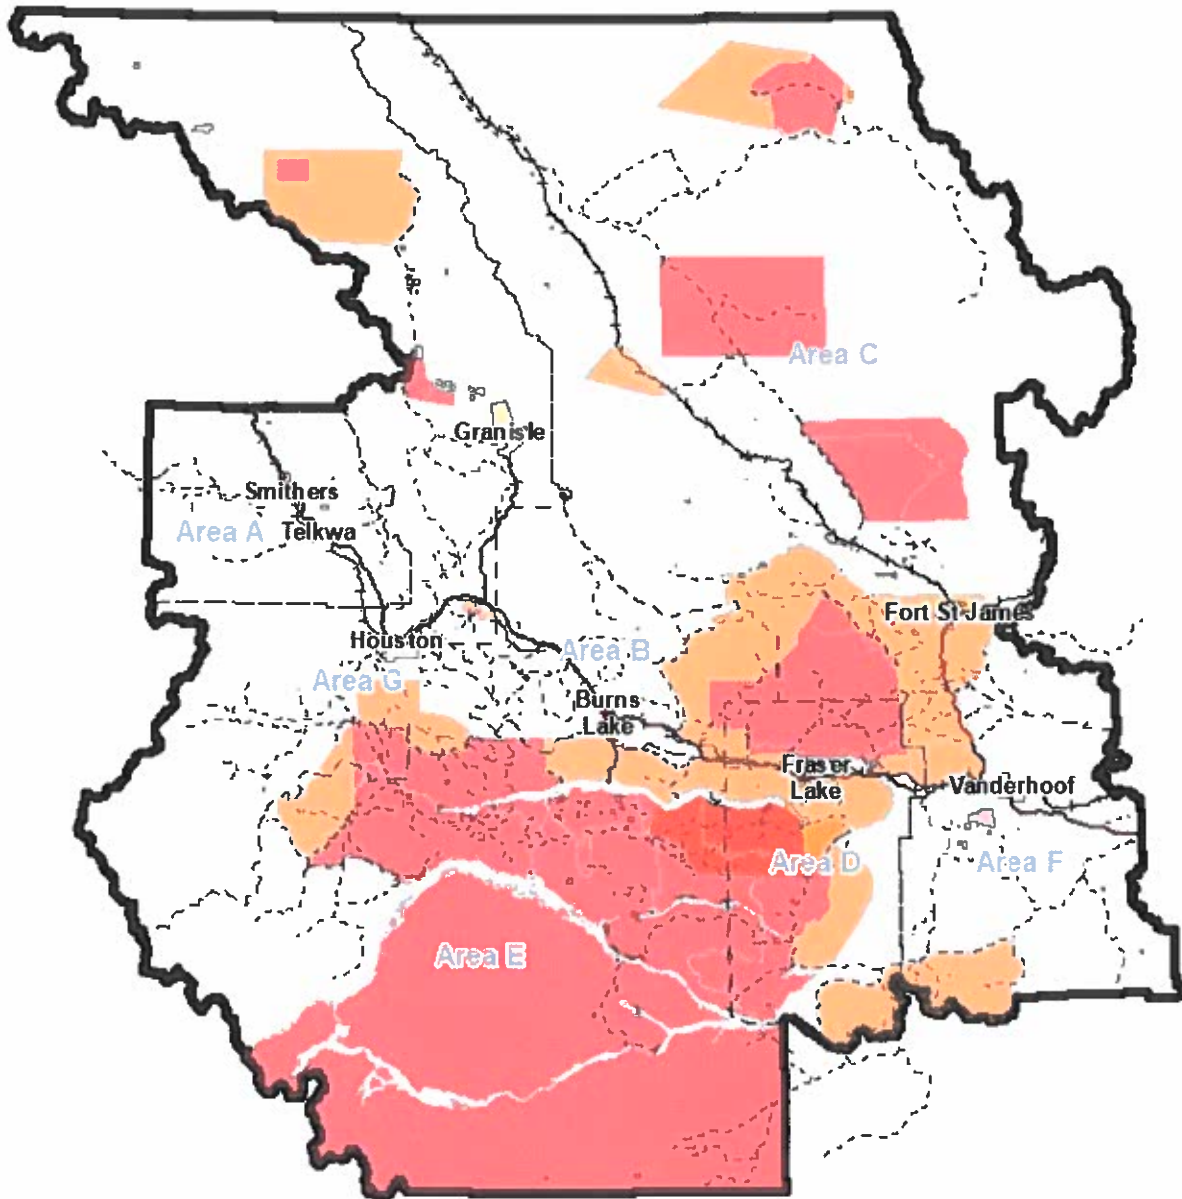 Area C
Granisle
Smithers
Area A
Telkwa
Fort St James
Houston
Area B
Area G
Burns
Lake
Fraser
Lake
Vanderhoof
Area D
Area F
Area E